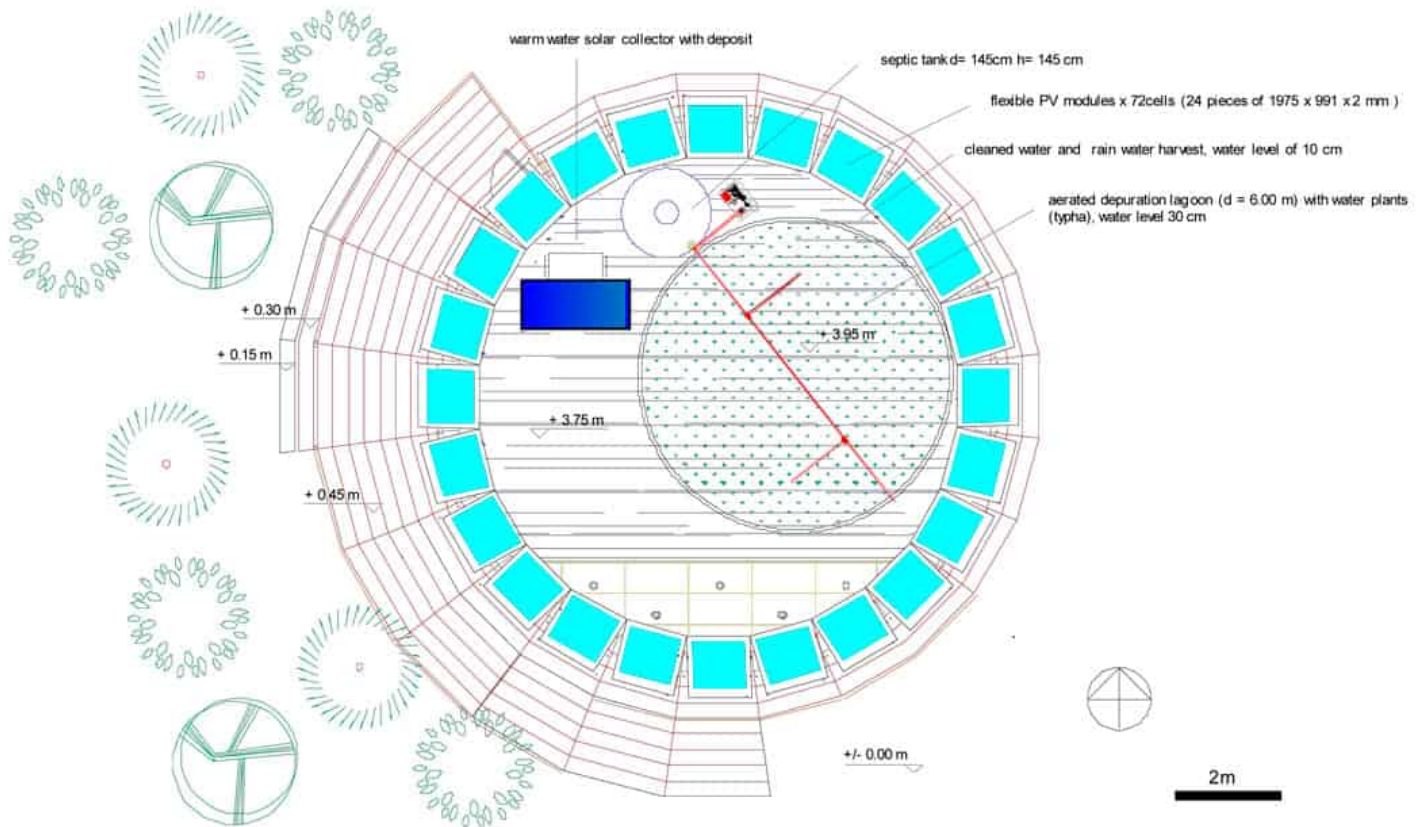 warm water solar collector with deposit
septic tank d= 145cm h= 145 cm
flexible PV modules x 72cells (24 pieces of 1975 x 991 x 2 mm )
cleaned water and rain water harvest, water level of 10 cm
aerated depuration lagoon (d = 6.00 m) with water plants
(typha), water level 30 cm
+ 0.30 m
+ 3.95 m
+ 0.15 m
+ 3.75 m
+ 0.45 m
+/- 0.00 m
2m